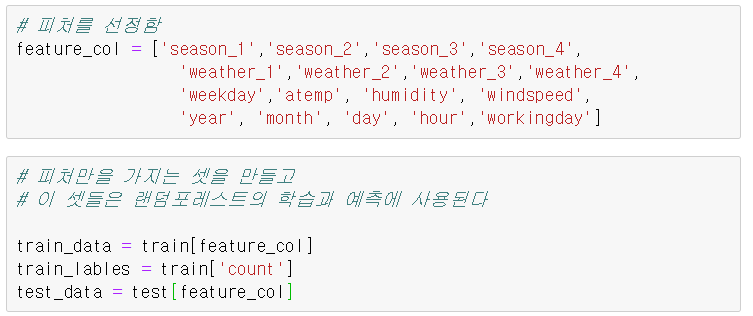 # 피쳐를 선정함
feature_col = ['season_1','season_2','season_3','season_4',
'weather_1','weather_2','weather_3','weather_4',
'weekday','atemp', 'humidity', 'windspeed',
'year', 'month', 'day', 'hour','workingday']
# 피쳐만을 가지는 셋을 만들고
# 이 셋들은 랜덤포레스트의 학습과 예측에 사용된다
train_data = train[feature_col]
train_lables = train['count']
test_data = test[feature_col]